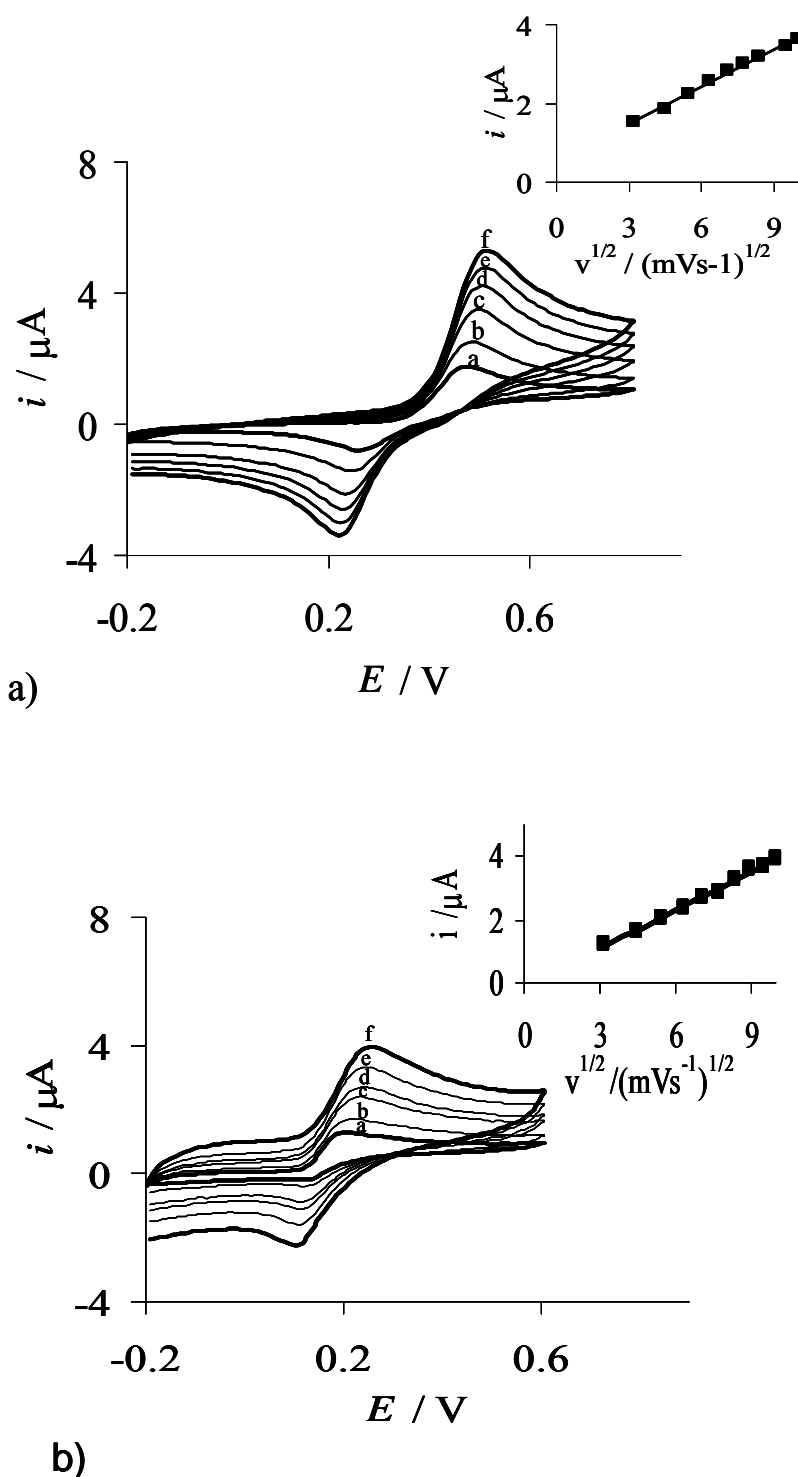 4
2
0
i / µA
0 3 6 9
v1/2 / (mVs-1)1/2
8
4
0
-4
i / µA
f
e
d
c
b
a
-0.2 0.2 0.6
E / V
a)
4
2
0
i /µA
0 3 6 9
v1/2 /(mVs-1)1/2
8
4
0
-4
i / µA
f
e
d
c
b
a
-0.2 0.2 0.6
E / V
b)